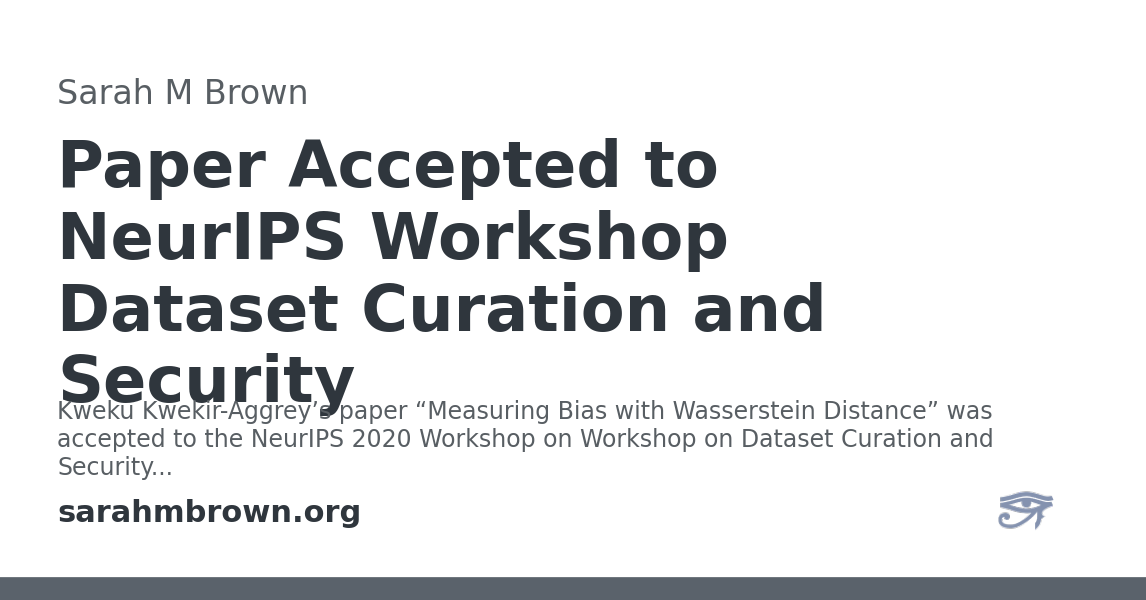 Sarah M Brown
Paper Accepted to
NeurIPS Workshop
Dataset Curation and
Security
Kweku Kwekir-Aggrey’s paper “Measuring Bias with Wasserstein Distance” was
accepted to the NeurIPS 2020 Workshop on Workshop on Dataset Curation and
Security...
sarahmbrown.org